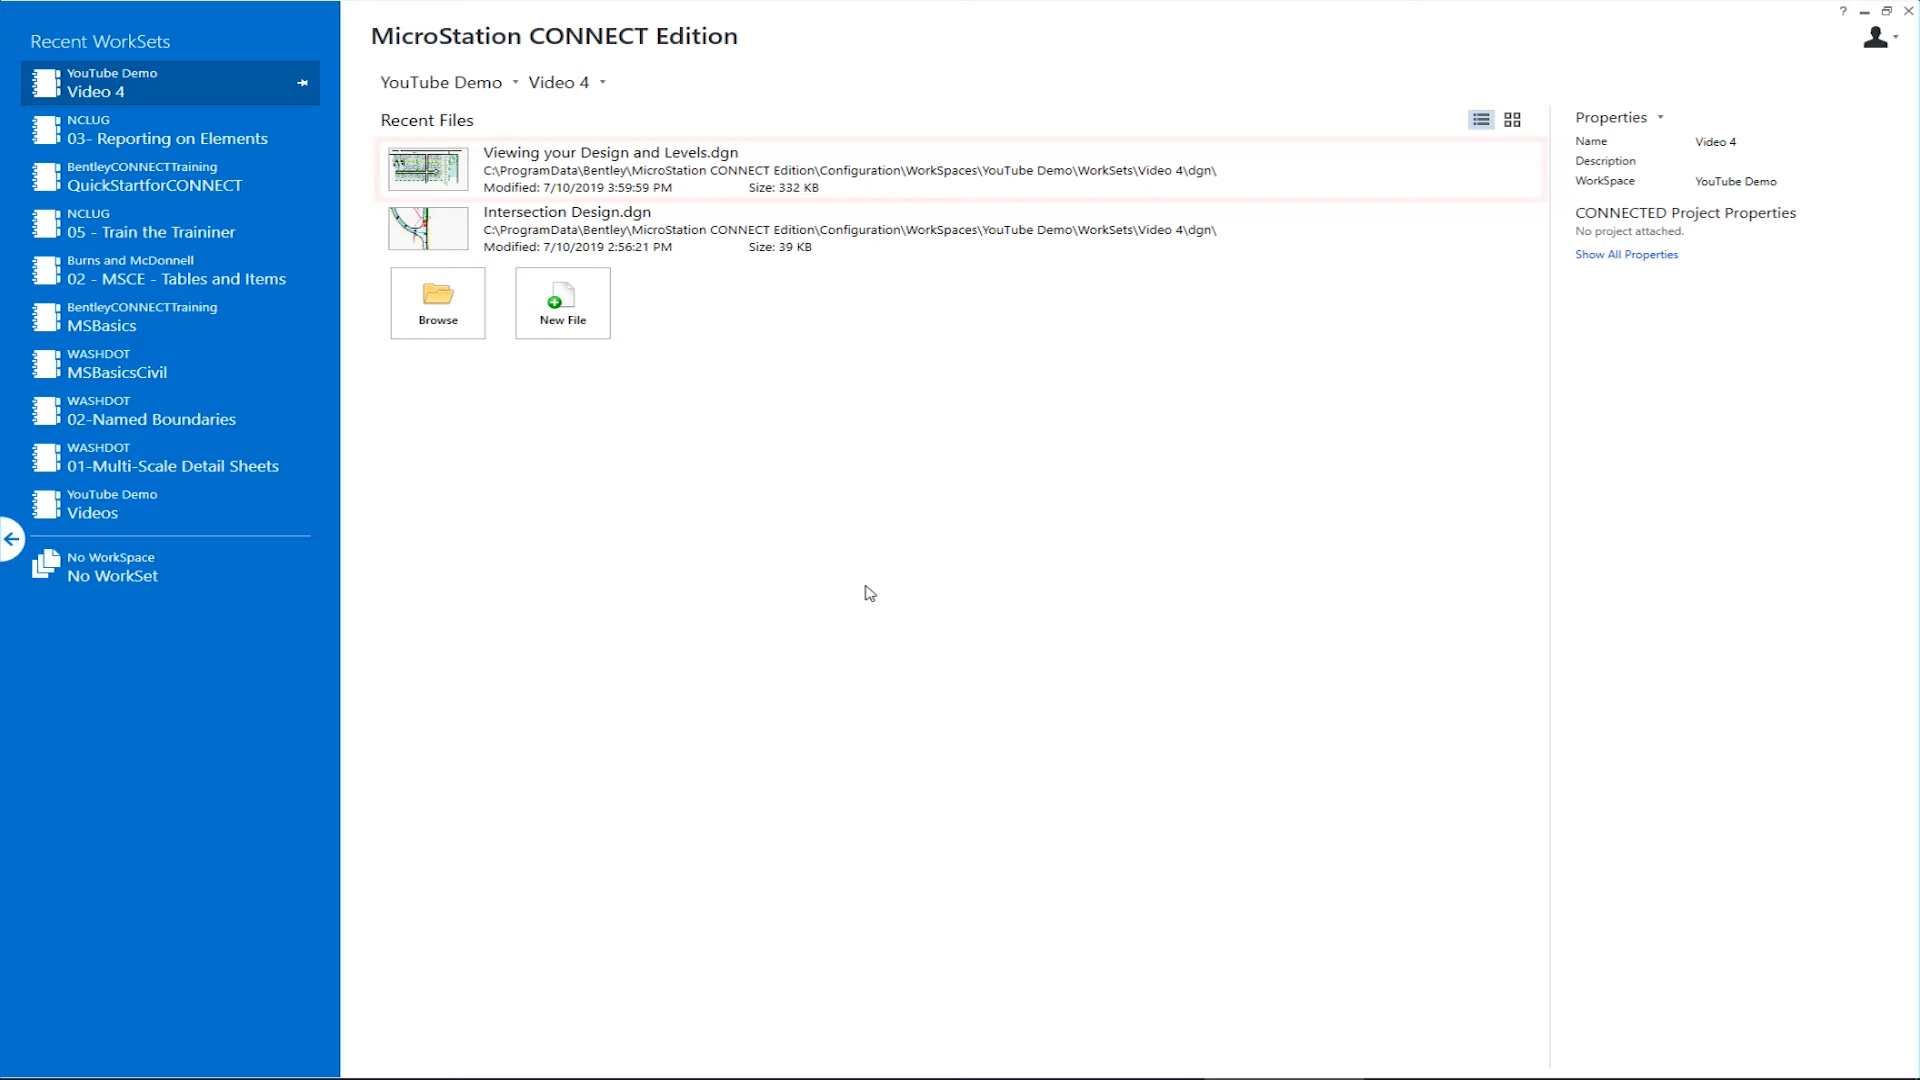 Recent WorkSets
YouTube Demo
Video 4
NCLUG
03- Reporting on Elements
BentleyCONNECTTraining
QuickStartforCONNECT
NCLUG
05 - Train the Traininer
Burns and McDonnell
02 - MSCE - Tables and Items
BentleyCONNECTTraining
MSBasics
WASHDOT
MSBasicsCivil
WASHDOT
02-Named Boundaries
WASHDOT
01-Multi-Scale Detail Sheets
YouTube Demo
Videos
No WorkSpace
No WorkSet
MicroStation CONNECT Edition
YouTube Demo Video 4
Recent Files
Viewing your Design and Levels.dgn
C:\ProgramData\Bentley\MicroStation CONNECT Edition\Configuration\WorkSpaces\YouTube Demo\WorkSets\Video 4\dgn\
Modified: 7/10/2019 3:59:59 PM Size: 332 KB
Intersection Design.dgn
C:\ProgramData\Bentley\MicroStation CONNECT Edition\Configuration\WorkSpaces\YouTube Demo\WorkSets\Video 4\dgn\
Modified: 7/10/2019 2:56:21 PM Size: 39 KB
Browse
New File
?
Properties
Name Video 4
Description
WorkSpace YouTube Demo
CONNECTED Project Properties
No project attached.
Show All Properties